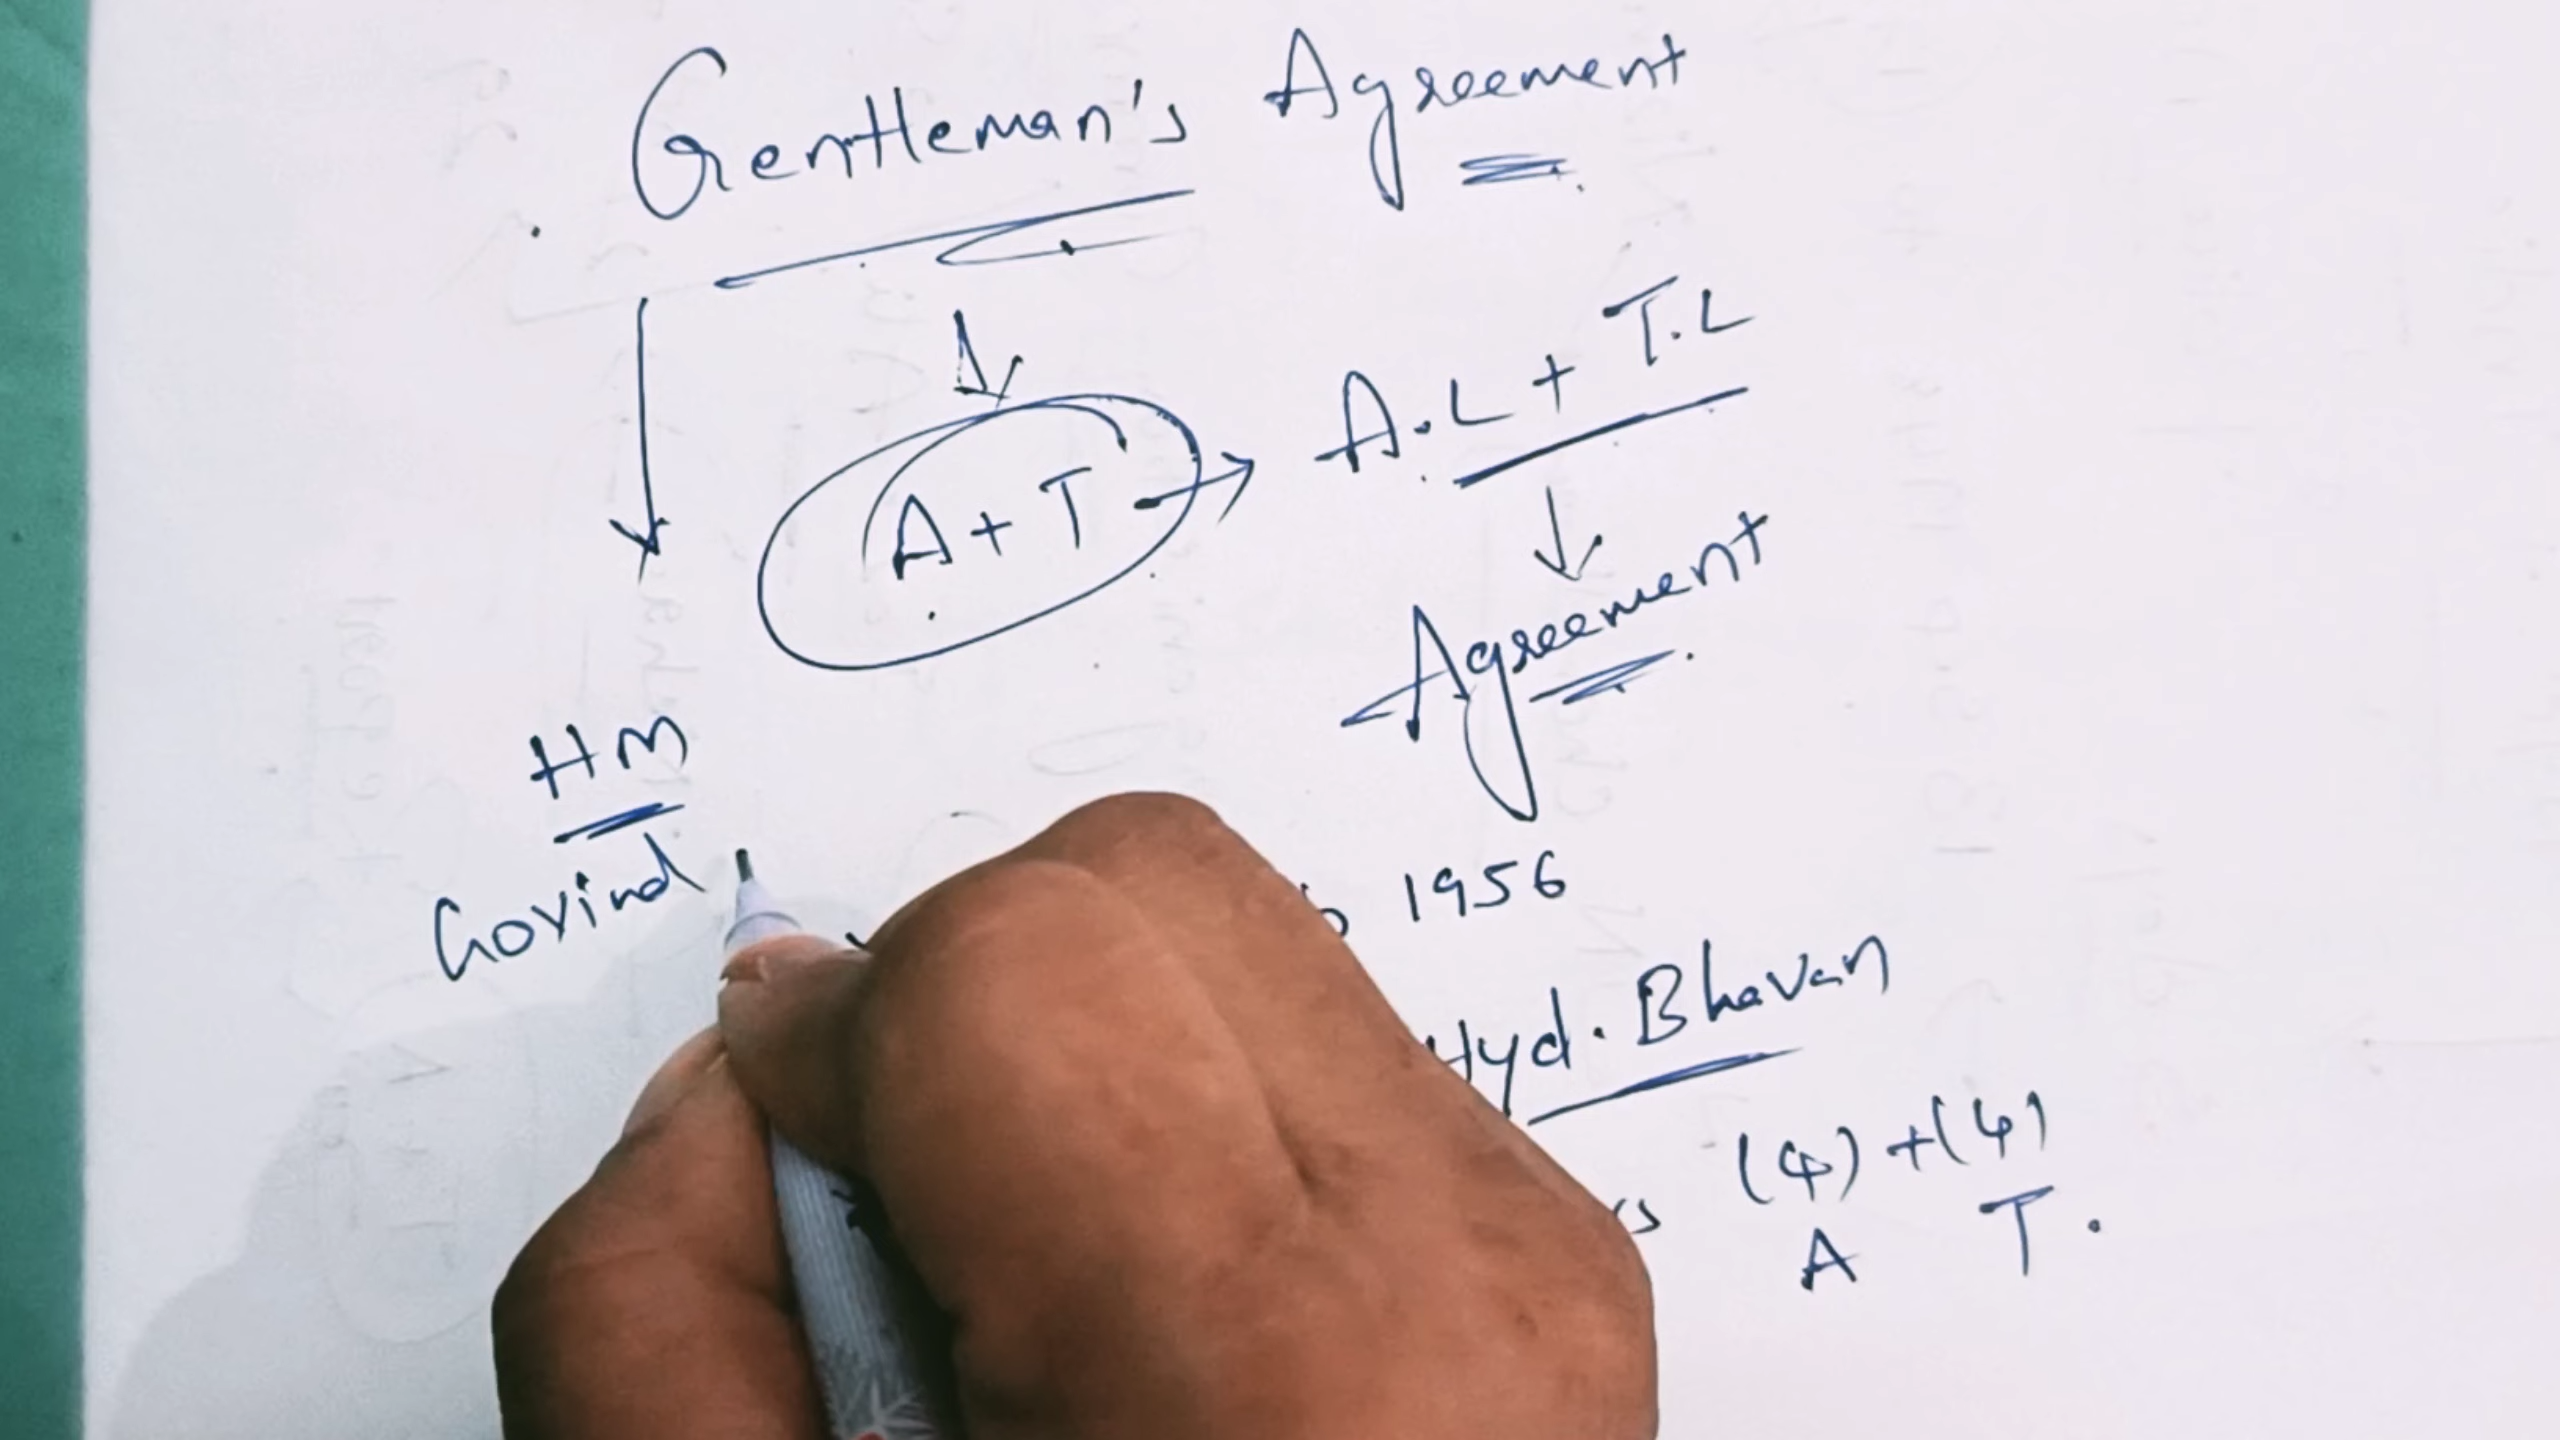 Gentleman's Agreement
A.L + T.L
A + T
Agreement
HM
Govind
1956
Hyd. Bhavan
(4) + (4)
A T.